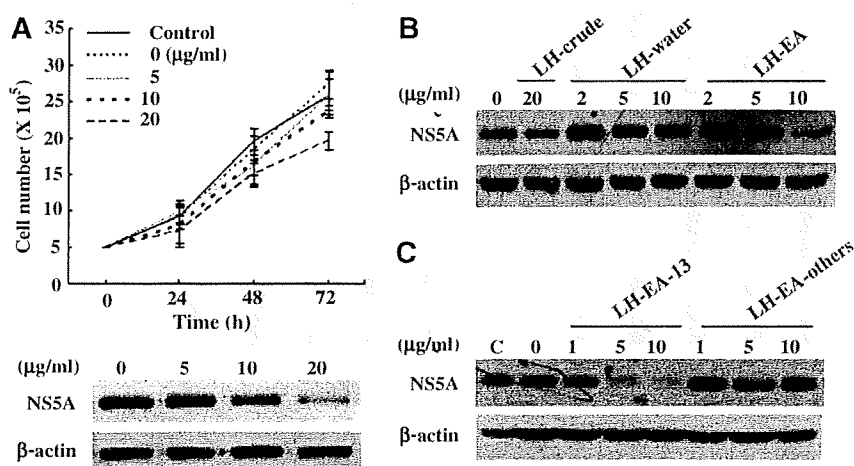 A
Control
0 (μg/ml)
5
10
20
Cell number (X 10⁵)
35
30
25
20
15
10
5
0
0 24 48 72
Time (h)
(μg/ml) 0 5 10 20
NS5A
β-actin
B
LH-crude LH-water LH-EA
(μg/ml) 0 20 2 5 10 2 5 10
NS5A
β-actin
C
LH-EA-13 LH-EA-others
(μg/ml) C 0 1 5 10 1 5 10
NS5A
β-actin